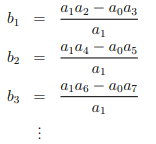 b₁ = (a₁a₂ − a₀a₃) / a₁
b₂ = (a₁a₄ − a₀a₅) / a₁
b₃ = (a₁a₆ − a₀a₇) / a₁
⋮